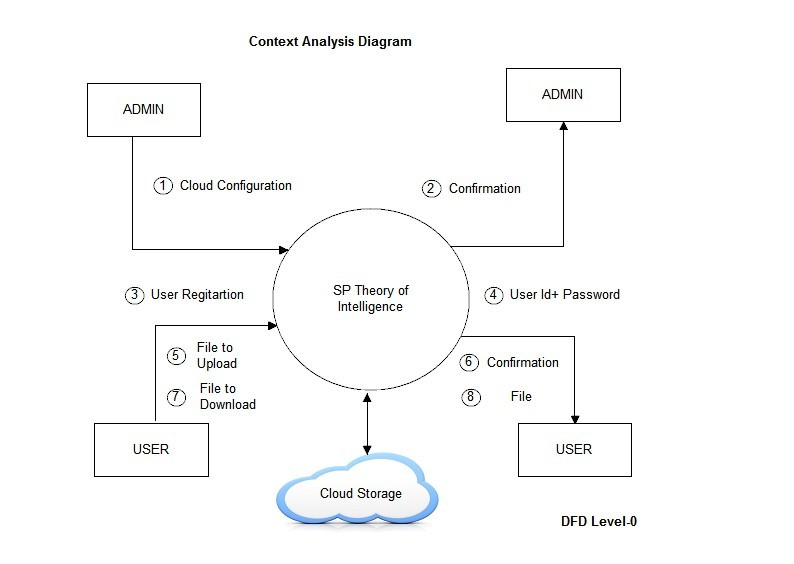 Context Analysis Diagram
ADMIN
ADMIN
1 Cloud Configuration
2 Confirmation
SP Theory of
Intelligence
3 User Regitartion
4 User Id+ Password
5 File to
Upload
6 Confirmation
7 File to
Download
8 File
USER
USER
Cloud Storage
DFD Level-0